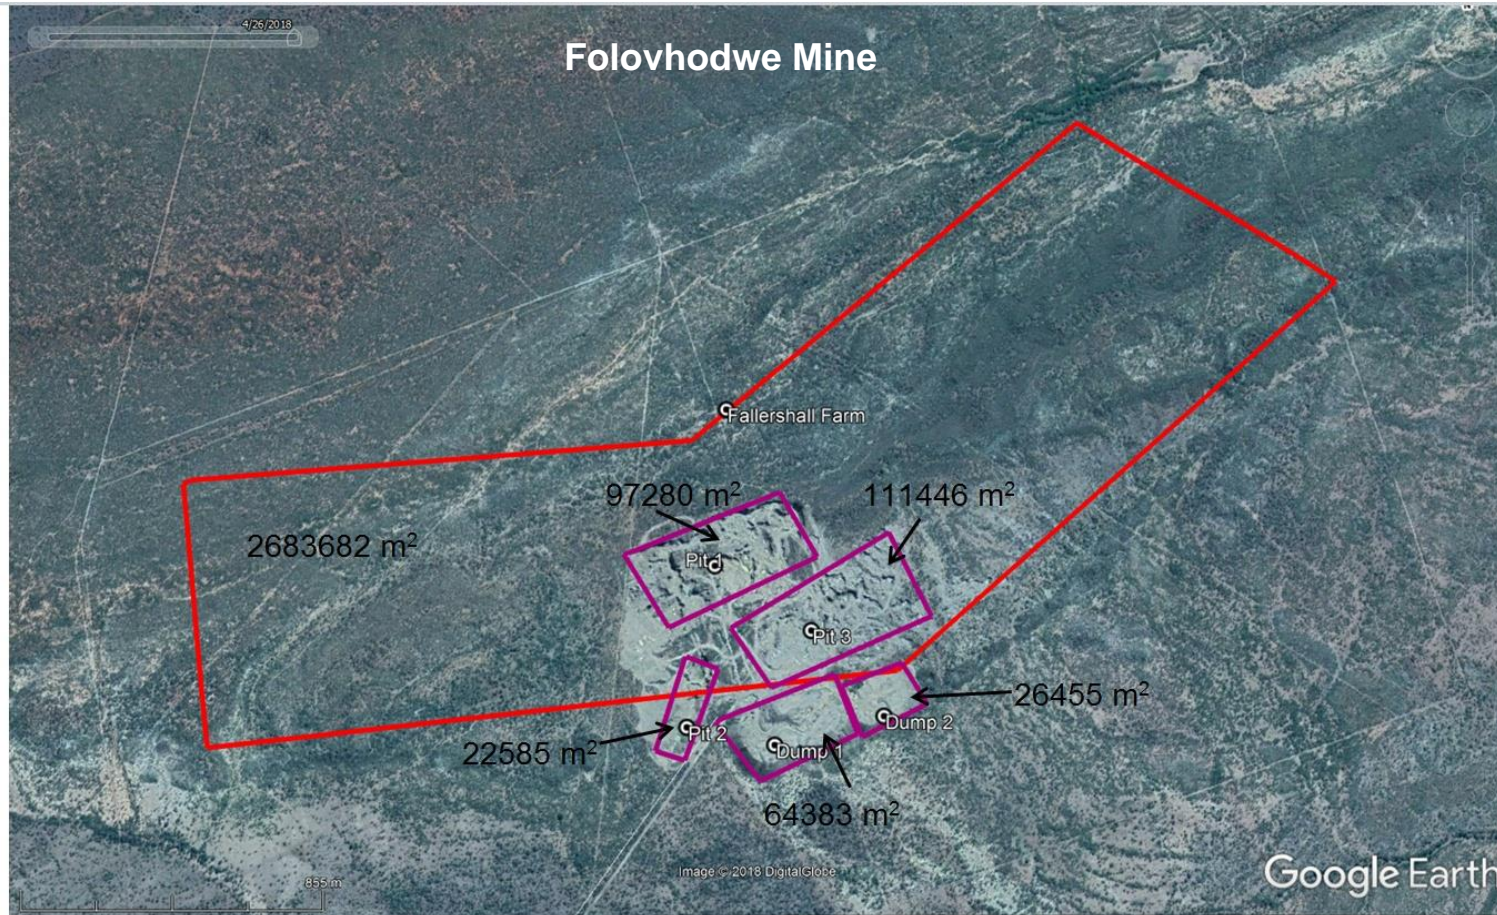 4/26/2018
Folovhodwe Mine
Fallershall Farm
97280 m²
111446 m²
2683682 m²
Pit 1
Pit 3
26455 m²
Dump 2
Pit 2
22585 m²
Dump 1
64383 m²
Image © 2018 DigitalGlobe
855 m
Google Earth